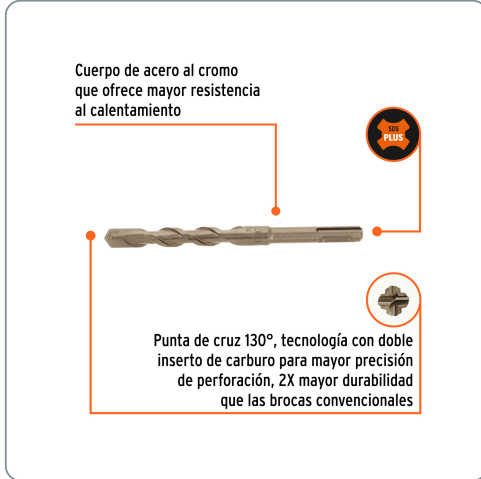 Cuerpo de acero al cromo
que ofrece mayor resistencia
al calentamiento
SDS
PLUS
Punta de cruz 130°, tecnología con doble
inserto de carburo para mayor precisión
de perforación, 2X mayor durabilidad
que las brocas convencionales